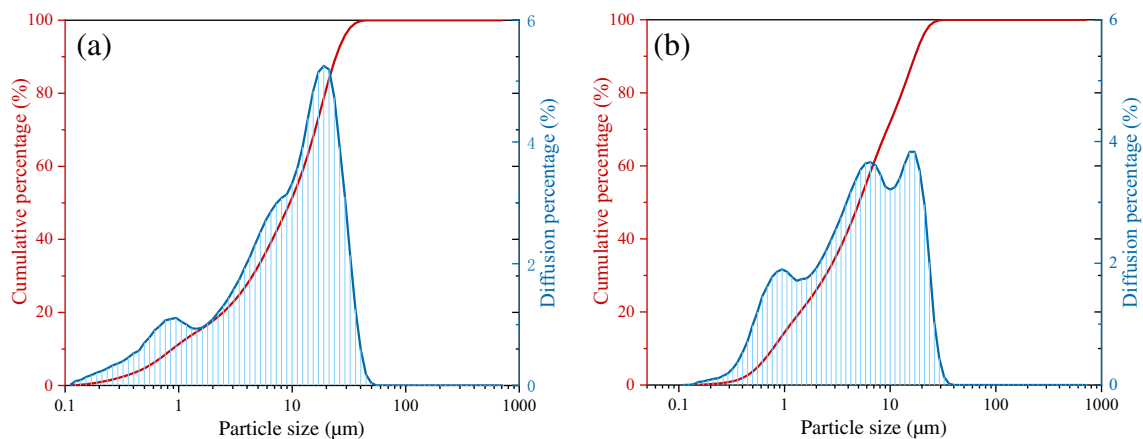 (a)
Cumulative percentage (%)
100
80
60
40
20
0
Diffusion percentage (%)
6
4
2
0
0.1 1 10 100 1000
Particle size (μm)
(b)
Cumulative percentage (%)
100
80
60
40
20
0
Diffusion percentage (%)
6
4
2
0
0.1 1 10 100 1000
Particle size (μm)